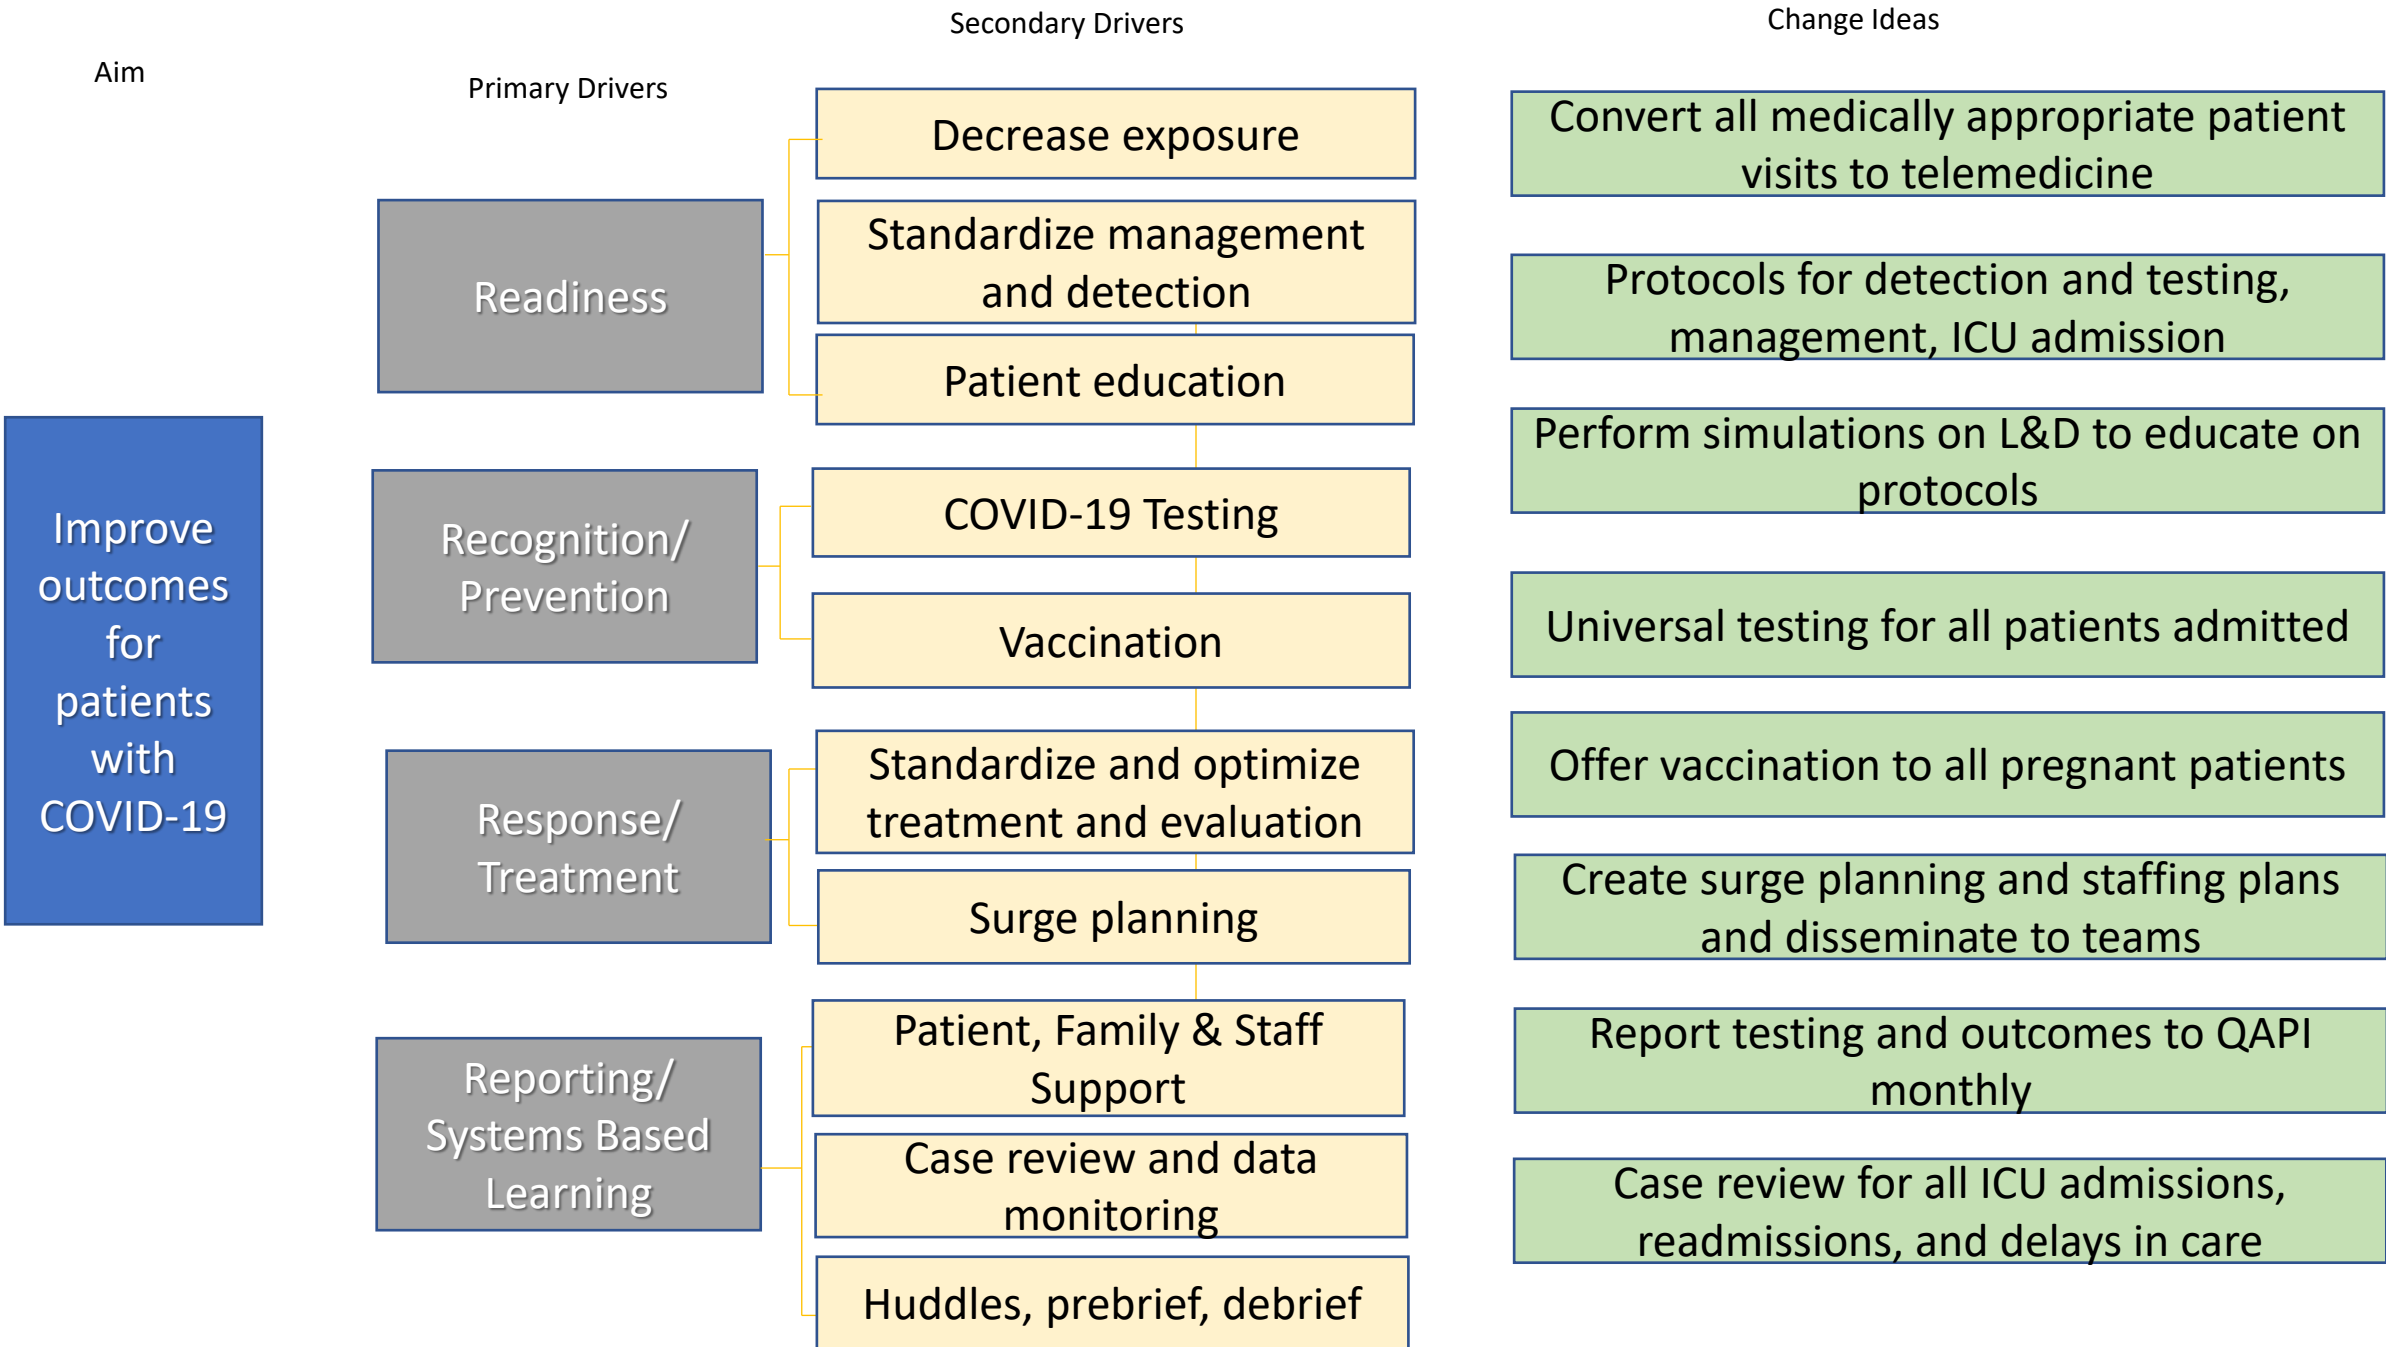 Aim
Primary Drivers
Secondary Drivers
Change Ideas
Improve
outcomes
for
patients
with
COVID-19
Readiness
Recognition/
Prevention
Response/
Treatment
Reporting/
Systems Based
Learning
Decrease exposure
Standardize management
and detection
Patient education
COVID-19 Testing
Vaccination
Standardize and optimize
treatment and evaluation
Surge planning
Patient, Family & Staff
Support
Case review and data
monitoring
Huddles, prebrief, debrief
Convert all medically appropriate patient
visits to telemedicine
Protocols for detection and testing,
management, ICU admission
Perform simulations on L&D to educate on
protocols
Universal testing for all patients admitted
Offer vaccination to all pregnant patients
Create surge planning and staffing plans
and disseminate to teams
Report testing and outcomes to QAPI
monthly
Case review for all ICU admissions,
readmissions, and delays in care